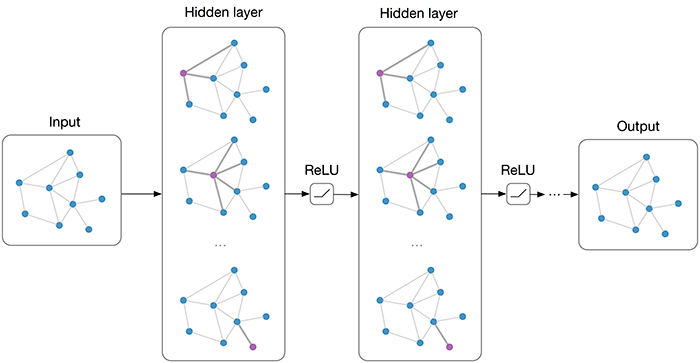 Hidden layer
Hidden layer
Input
ReLU
ReLU
Output
...
...
...